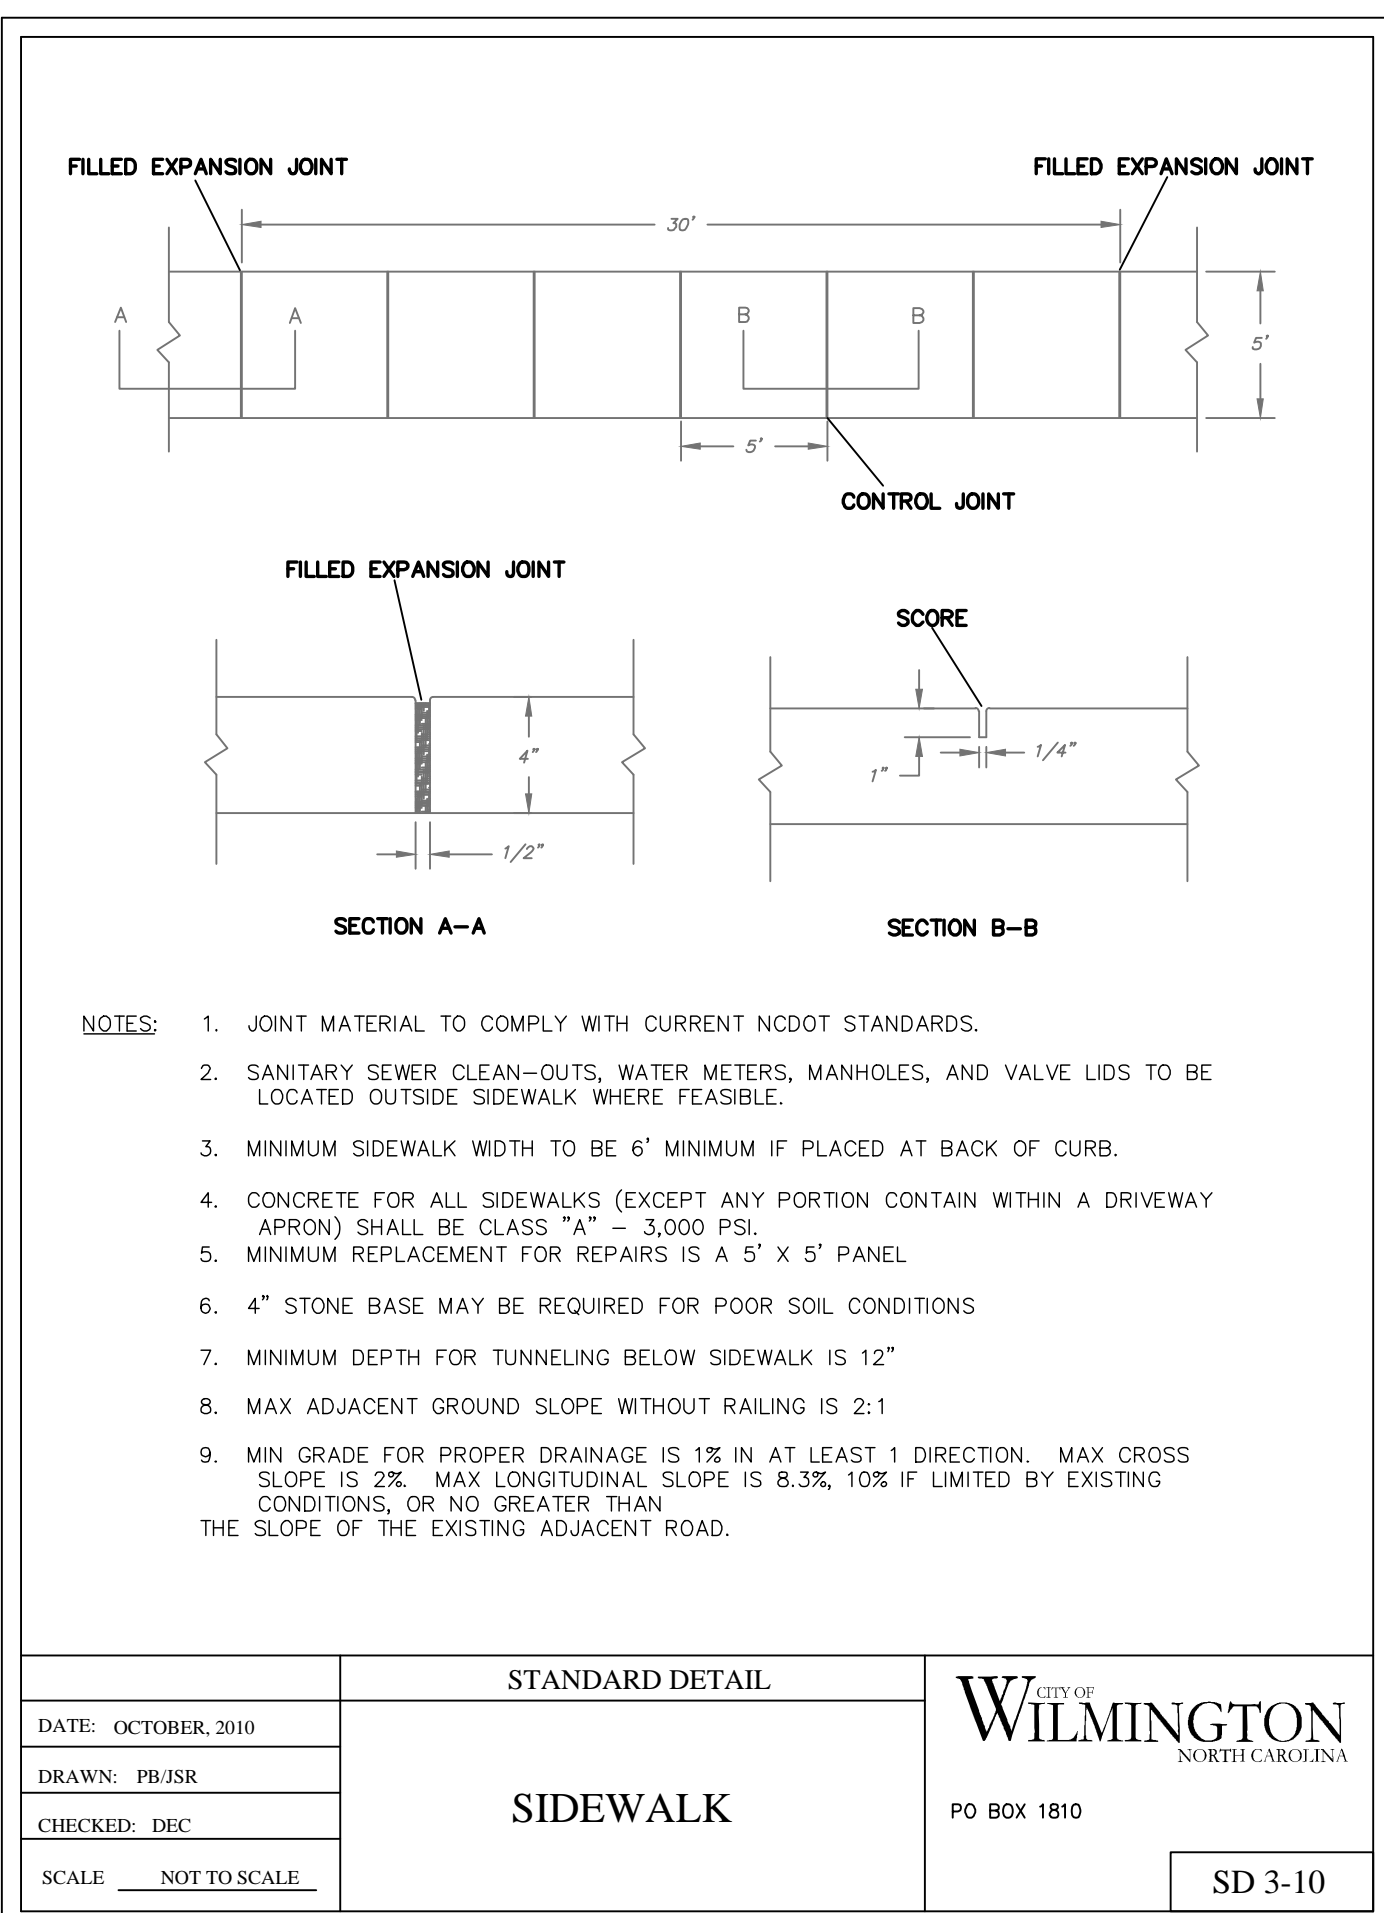 FILLED EXPANSION JOINT
FILLED EXPANSION JOINT
30'
A
A
B
B
5'
5'
CONTROL JOINT
FILLED EXPANSION JOINT
SCORE
4"
1/4"
1"
1/2"
SECTION A–A
SECTION B–B
NOTES:
1. JOINT MATERIAL TO COMPLY WITH CURRENT NCDOT STANDARDS.
2. SANITARY SEWER CLEAN–OUTS, WATER METERS, MANHOLES, AND VALVE LIDS TO BE
LOCATED OUTSIDE SIDEWALK WHERE FEASIBLE.
3. MINIMUM SIDEWALK WIDTH TO BE 6' MINIMUM IF PLACED AT BACK OF CURB.
4. CONCRETE FOR ALL SIDEWALKS (EXCEPT ANY PORTION CONTAIN WITHIN A DRIVEWAY
APRON) SHALL BE CLASS "A" – 3,000 PSI.
5. MINIMUM REPLACEMENT FOR REPAIRS IS A 5' X 5' PANEL
6. 4" STONE BASE MAY BE REQUIRED FOR POOR SOIL CONDITIONS
7. MINIMUM DEPTH FOR TUNNELING BELOW SIDEWALK IS 12"
8. MAX ADJACENT GROUND SLOPE WITHOUT RAILING IS 2:1
9. MIN GRADE FOR PROPER DRAINAGE IS 1% IN AT LEAST 1 DIRECTION. MAX CROSS
SLOPE IS 2%. MAX LONGITUDINAL SLOPE IS 8.3%, 10% IF LIMITED BY EXISTING
CONDITIONS, OR NO GREATER THAN
THE SLOPE OF THE EXISTING ADJACENT ROAD.
STANDARD DETAIL
DATE: OCTOBER, 2010
DRAWN: PB/JSR
CHECKED: DEC
SCALE NOT TO SCALE
SIDEWALK
CITY OF
WILMINGTON
NORTH CAROLINA
PO BOX 1810
SD 3-10